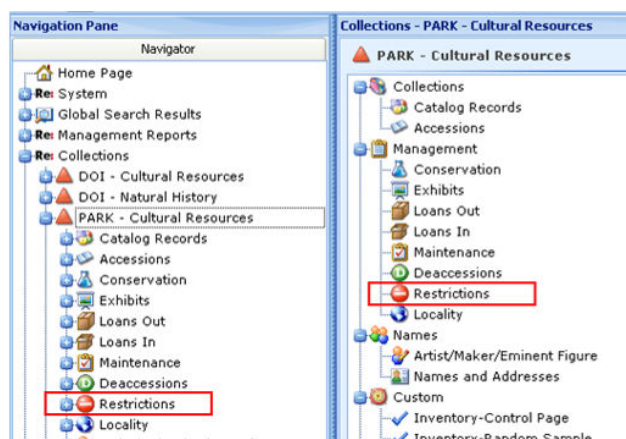 Navigation Pane
Navigator
Home Page
Re: System
Global Search Results
Re: Management Reports
Re: Collections
DOI - Cultural Resources
DOI - Natural History
PARK - Cultural Resources
Catalog Records
Accessions
Conservation
Exhibits
Loans Out
Loans In
Maintenance
Deaccessions
Restrictions
Locality
Collections - PARK - Cultural Resources
PARK - Cultural Resources
Collections
Catalog Records
Accessions
Management
Conservation
Exhibits
Loans Out
Loans In
Maintenance
Deaccessions
Restrictions
Locality
Names
Artist/Maker/Eminent Figure
Names and Addresses
Custom
Inventory-Control Page
Inventory-Random Sample